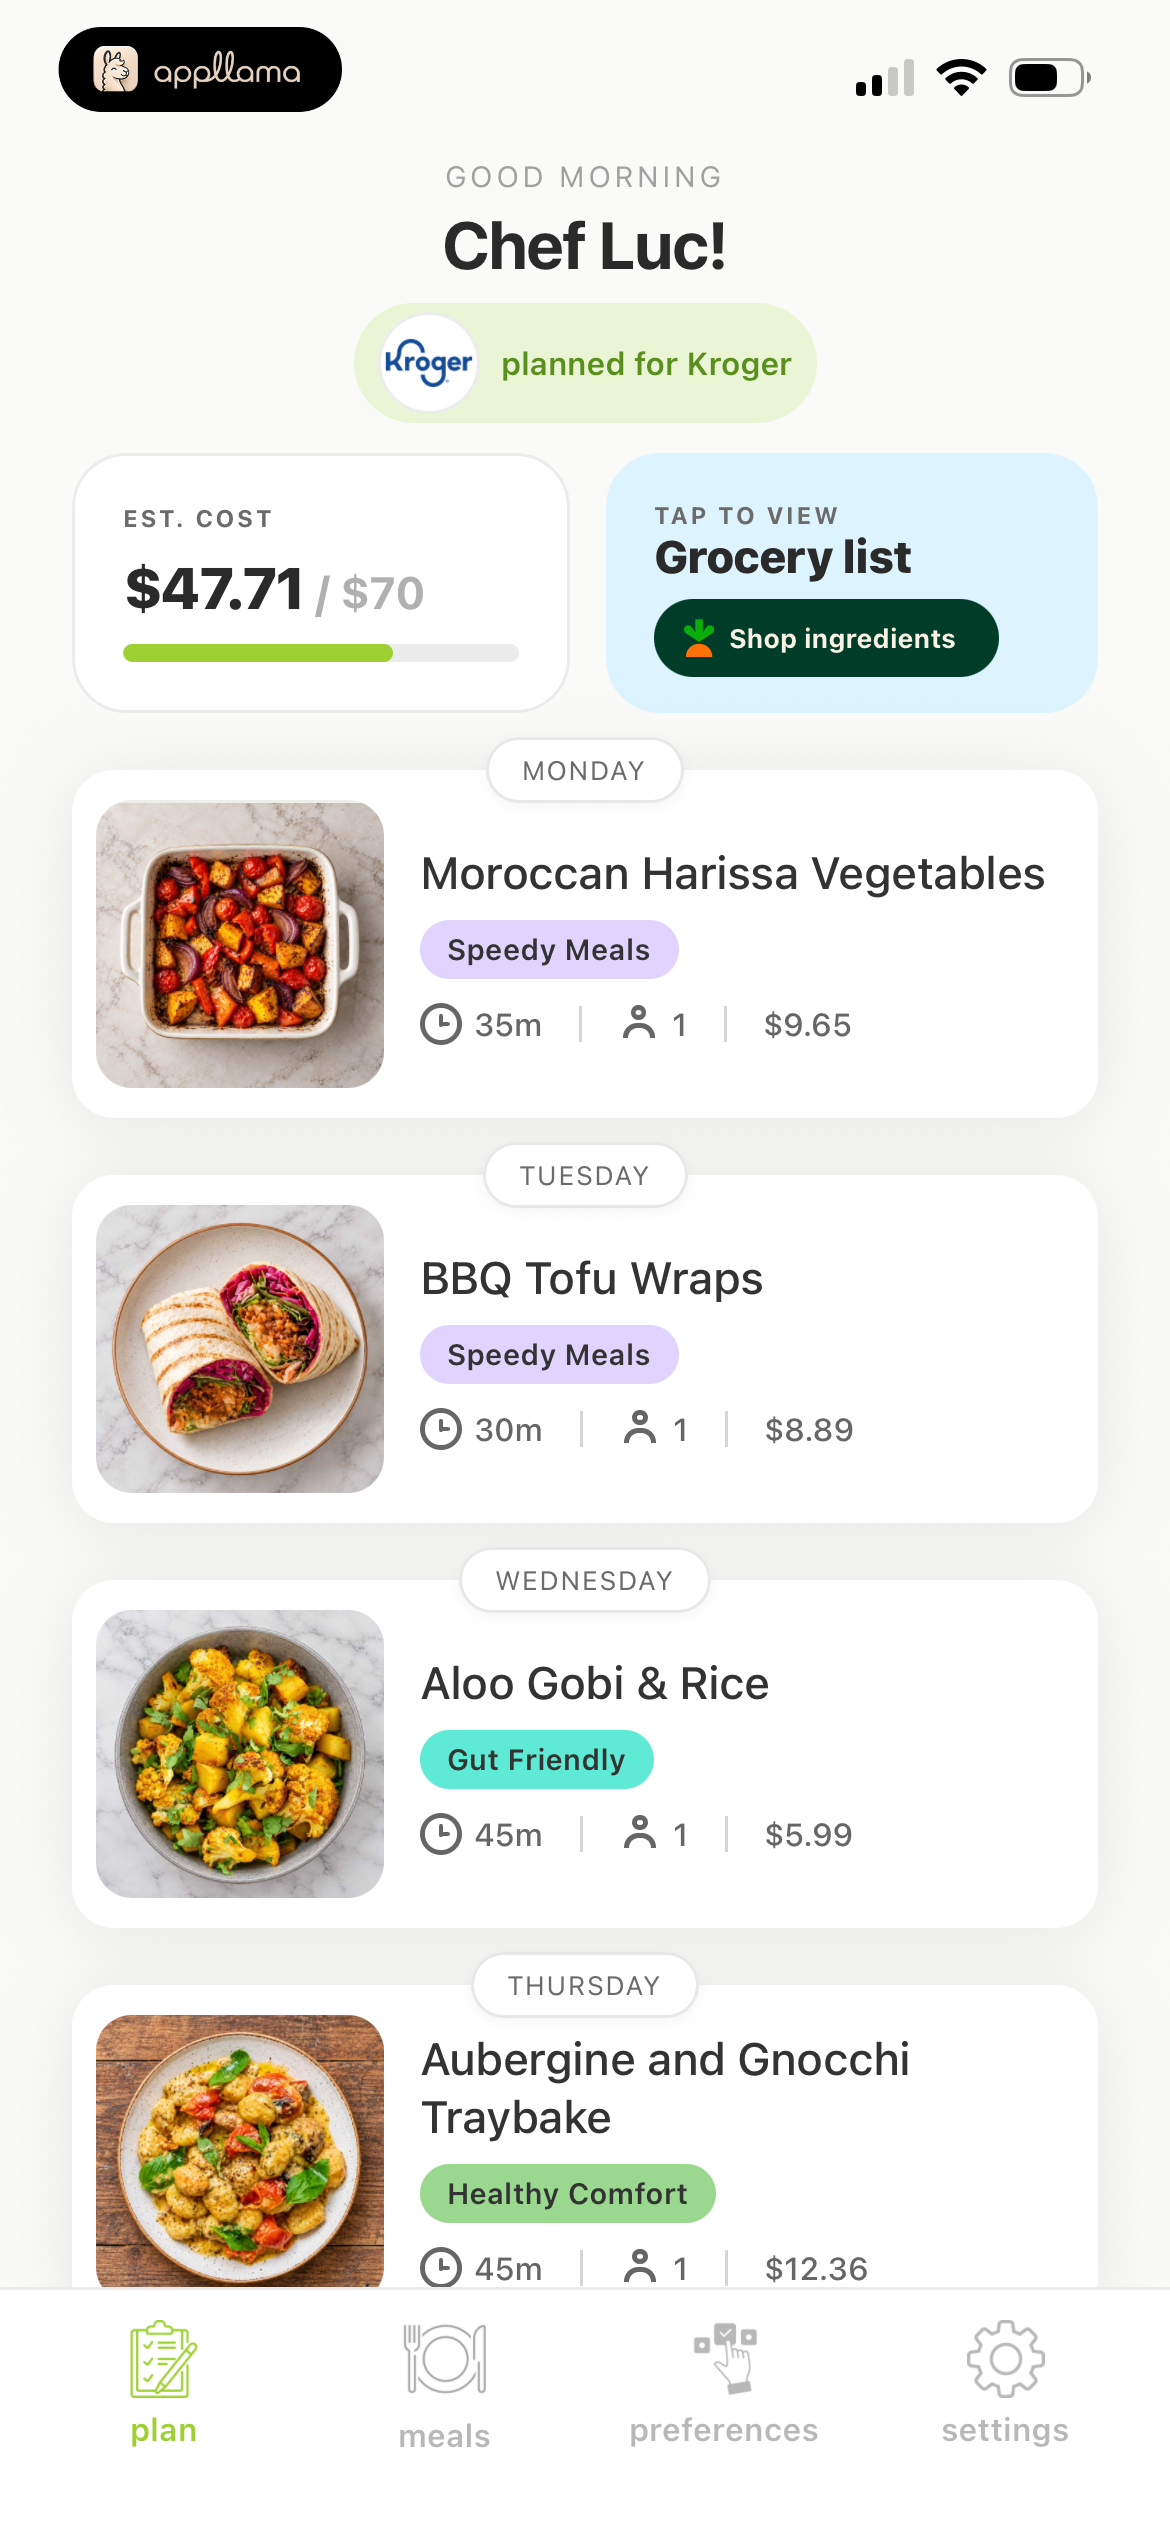 appllama
GOOD MORNING
Chef Luc!
Kroger
planned for Kroger
EST. COST
$47.71 / $70
TAP TO VIEW
Grocery list
Shop ingredients
MONDAY
Moroccan Harissa Vegetables
Speedy Meals
35m 1 $9.65
TUESDAY
BBQ Tofu Wraps
Speedy Meals
30m 1 $8.89
WEDNESDAY
Aloo Gobi & Rice
Gut Friendly
45m 1 $5.99
THURSDAY
Aubergine and Gnocchi
Traybake
Healthy Comfort
45m 1 $12.36
plan meals preferences settings